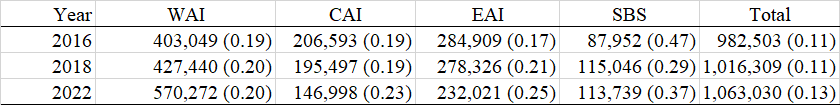 Year WAI CAI EAI SBS Total
2016 403,049 (0.19) 206,593 (0.19) 284,909 (0.17) 87,952 (0.47) 982,503 (0.11)
2018 427,440 (0.20) 195,497 (0.19) 278,326 (0.21) 115,046 (0.29) 1,016,309 (0.11)
2022 570,272 (0.20) 146,998 (0.23) 232,021 (0.25) 113,739 (0.37) 1,063,030 (0.13)